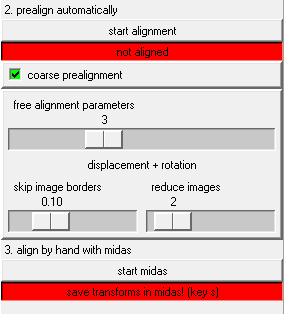 2. prealign automatically
start alignment
not aligned
coarse prealignment
free alignment parameters
3
displacement + rotation
skip image borders reduce images
0.10 2
3. align by hand with midas
start midas
save transforms in midas! (key s)